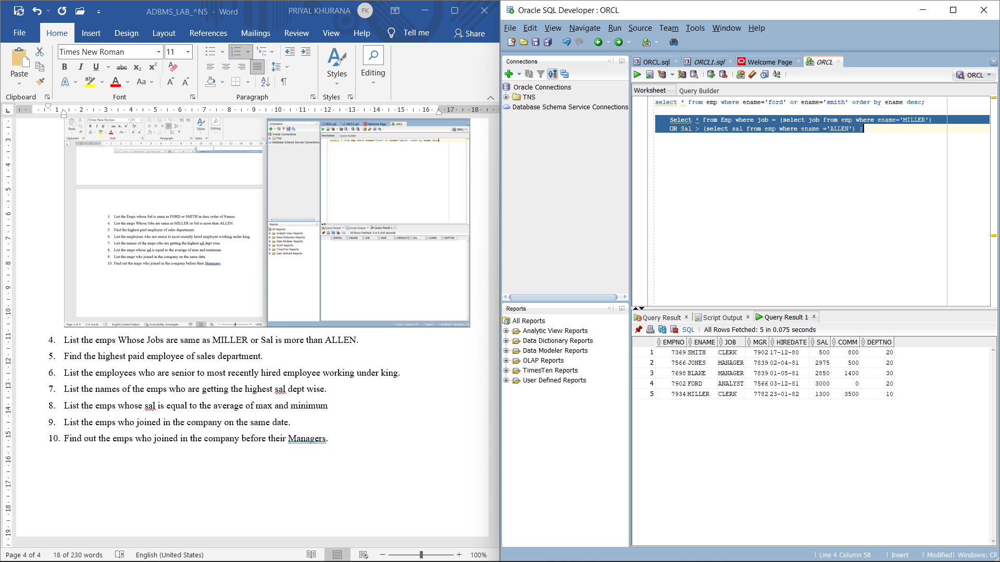 ADBMS_LAB_^N5 - Word
PRIYAL KHURANA
PK
File Home Insert Design Layout References Mailings Review View Help Tell me Share
Times New Roman
11
Paste
Styles
Editing
Clipboard
Font
Paragraph
Styles
3. List the Emps whose Sal is same as FORD or SMITH in desc order of Names.
4. List the emps Whose Jobs are same as MILLER or Sal is more than ALLEN.
5. Find the highest paid employee of sales department.
6. List the employees who are senior to most recently hired employee working under king.
7. List the names of the emps who are getting the highest sal dept wise.
8. List the emps whose sal is equal to the average of max and minimum
9. List the emps who joined in the company on the same date.
10. Find out the emps who joined in the company before their Managers.
select * from emp where ename='ford' or ename='smith' order by ename desc
4. List the emps Whose Jobs are same as MILLER or Sal is more than ALLEN.
5. Find the highest paid employee of sales department.
6. List the employees who are senior to most recently hired employee working under king.
7. List the names of the emps who are getting the highest sal dept wise.
8. List the emps whose sal is equal to the average of max and minimum
9. List the emps who joined in the company on the same date.
10. Find out the emps who joined in the company before their Managers.
Page 4 of 4
18 of 230 words
English (United States)
100%
Oracle SQL Developer : ORCL
File Edit View Navigate Run Source Team Tools Window Help
Connections
Oracle Connections
TNS
Database Schema Service Connections
Reports
All Reports
Analytic View Reports
Data Dictionary Reports
Data Modeler Reports
OLAP Reports
TimesTen Reports
User Defined Reports
ORCL.sql
ORCL1.sql
Welcome Page
ORCL
ORCL
Worksheet
Query Builder
select * from emp where ename='ford' or ename='smith' order by ename desc;
Select * from Emp where job = (select job from emp where ename='MILLER')
OR Sal > (select sal from emp where ename ='ALLEN') ;
Query Result
Script Output
Query Result 1
SQL
All Rows Fetched: 5 in 0.075 seconds
EMPNO ENAME JOB MGR HIREDATE SAL COMM DEPTNO
1 7369 SMITH CLERK 7902 17-12-80 500 800 20
2 7566 JONES MANAGER 7839 02-04-81 2975 500 20
3 7698 BLAKE MANAGER 7839 01-05-81 2850 1400 30
4 7902 FORD ANALYST 7566 03-12-81 3000 0 20
5 7934 MILLER CLERK 7782 23-01-82 1300 3500 10
Line 4 Column 58
Insert
Modified
Windows: CR